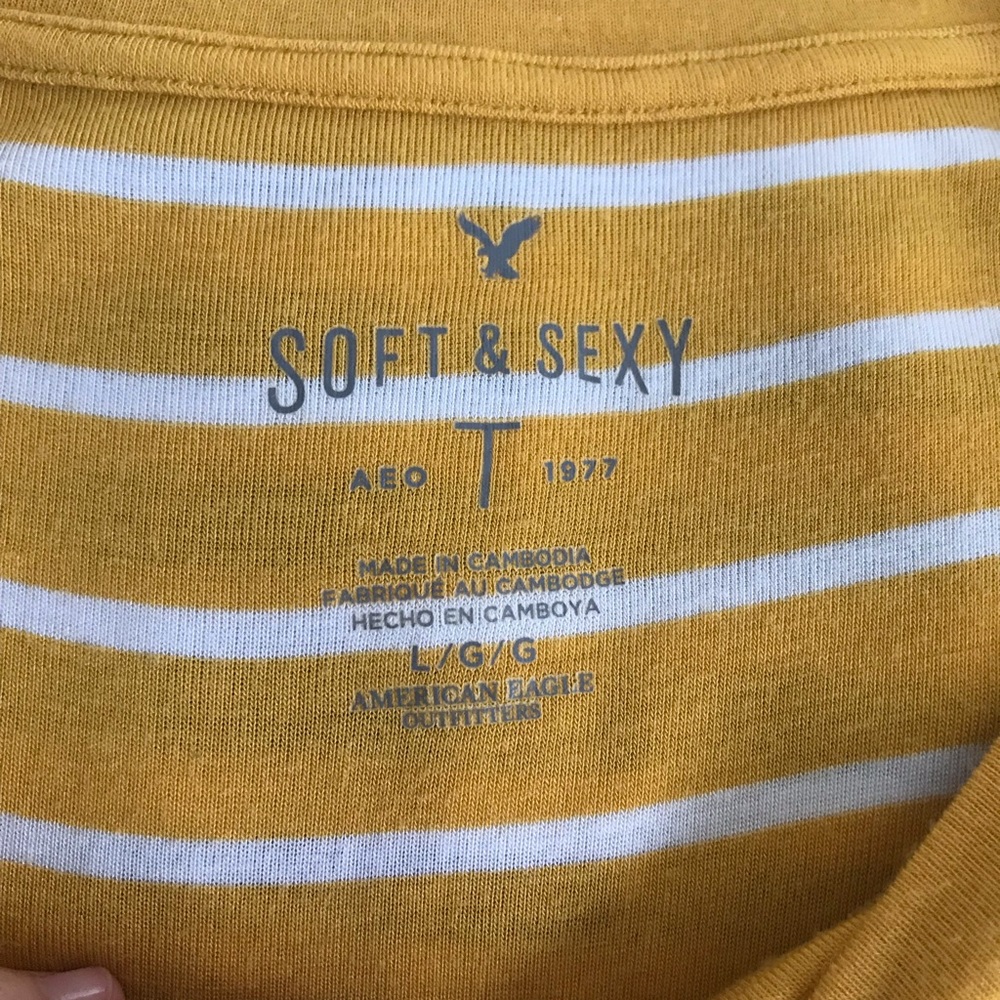 SOFT & SEXY
T
AEO 1977
MADE IN CAMBODIA
FABRIQUÉ AU CAMBODGE
HECHO EN CAMBOYA
L/G/G
AMERICAN EAGLE
OUTFITTERS